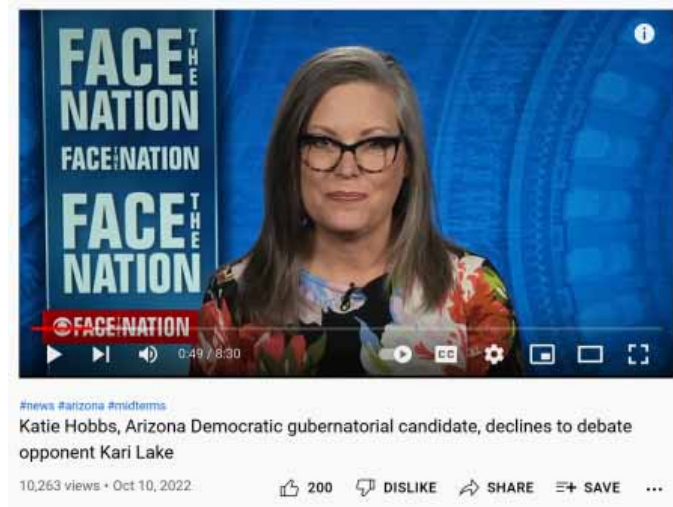 FACE THE
NATION
FACE THE NATION
FACE THE
NATION
FACE THE NATION
0:49 / 8:30
CC
#news #arizona #midterms
Katie Hobbs, Arizona Democratic gubernatorial candidate, declines to debate
opponent Kari Lake
10,263 views • Oct 10, 2022
200
DISLIKE
SHARE
SAVE
...